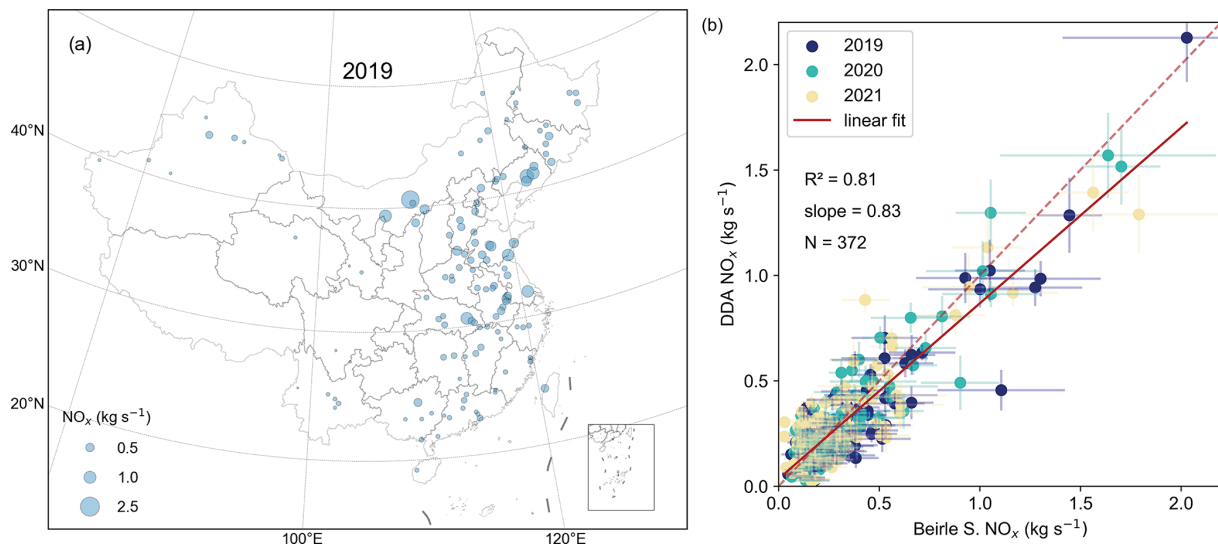 (a)
2019
40°N
30°N
20°N
NOₓ (kg s⁻¹)
0.5
1.0
2.5
100°E
120°E
(b)
2019
2020
2021
linear fit
R² = 0.81
slope = 0.83
N = 372
DDA NOₓ (kg s⁻¹)
2.0
1.5
1.0
0.5
0.0
0.0
0.5
1.0
1.5
2.0
Beirle S. NOₓ (kg s⁻¹)